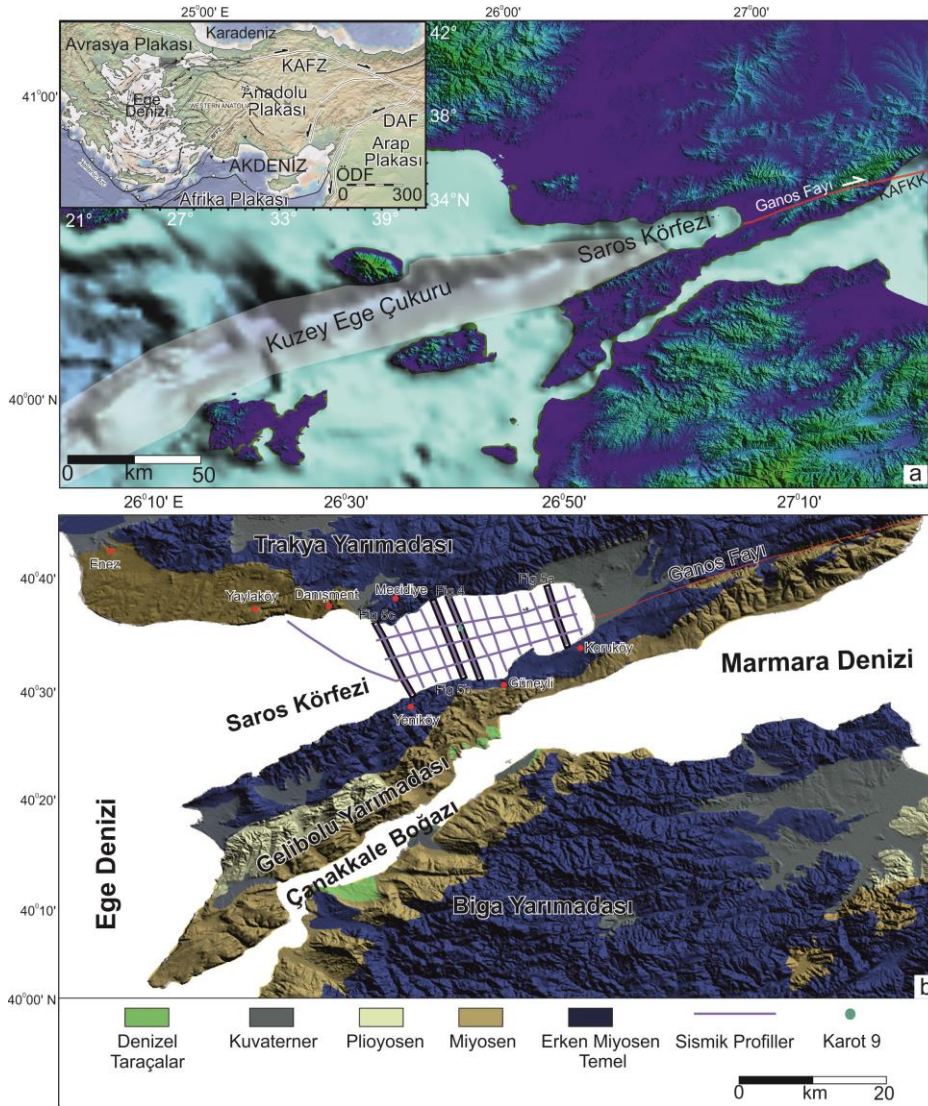 25°00' E
26°00'
27°00'
41°00'
40°00' N
Avrasya Plakası
Karadeniz
42°
KAFZ
Ege
Denizi
WESTERN ANATOLIA
Anadolu
Plakası
38°
DAF
Arap
Plakası
AKDENİZ
ÖDF
0 300
Afrika Plakası
34°N
21°
27°
33°
39°
Ganos Fayı
KAFKK
Saros Körfezi
Kuzey Ege Çukuru
0 50
km
a
26°10' E
26°30'
26°50'
27°10'
40°40'
40°30'
40°20'
40°10'
40°00' N
Trakya Yarımadası
Enez
Yaylaköy
Danışment
Mecidiye
Fig 5c
Fig 4
Fig 5a
Fig 5b
Ganos Fayı
Koruköy
Güneyli
Yeniköy
Saros Körfezi
Marmara Denizi
Gelibolu Yarımadası
Çanakkale Boğazı
Ege Denizi
Biga Yarımadası
b
Denizel
Taraçalar
Kuvaterner
Plioyosen
Miyosen
Erken Miyosen
Temel
Sismik Profiller
Karot 9
0 20
km